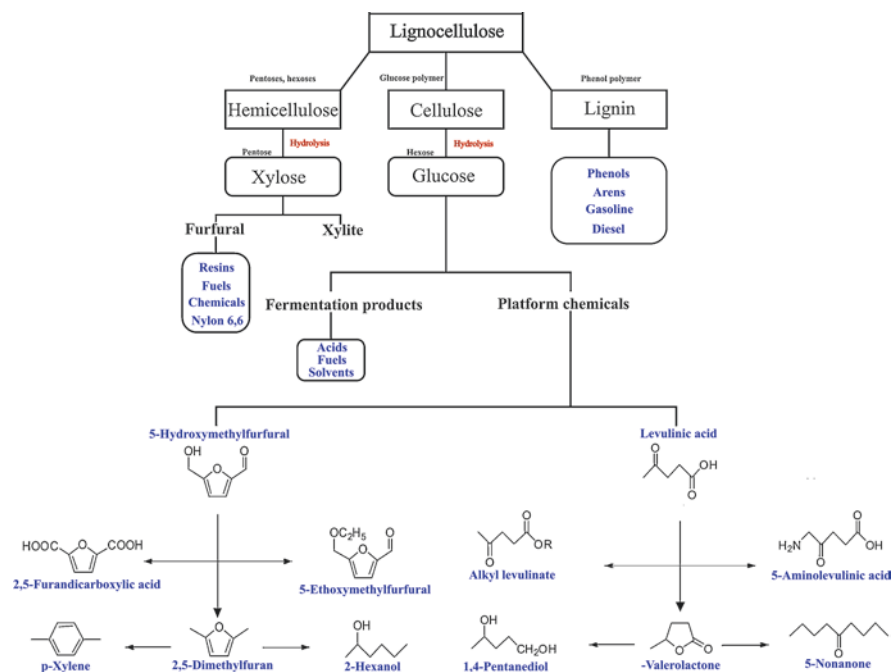 Lignocellulose
Pentoses, hexoses
Glucose polymer
Phenol polymer
Hemicellulose
Cellulose
Lignin
Hydrolysis
Hydrolysis
Pentose
Hexose
Xylose
Glucose
Phenols
Arens
Gasoline
Diesel
Furfural
Xylite
Resins
Fuels
Chemicals
Nylon 6,6
Fermentation products
Platform chemicals
Acids
Fuels
Solvents
5-Hydroxymethylfurfural
Levulinic acid
OH
O
O
O
OH
O
HOOC
O
COOH
OC₂H₅
O
O
O
OR
O
H₂N
O
OH
O
2,5-Furandicarboxylic acid
5-Ethoxymethylfurfural
Alkyl levulinate
5-Aminolevulinic acid
O
OH
OH
CH₂OH
O
O
O
p-Xylene
2,5-Dimethylfuran
2-Hexanol
1,4-Pentanediol
-Valerolactone
5-Nonanone